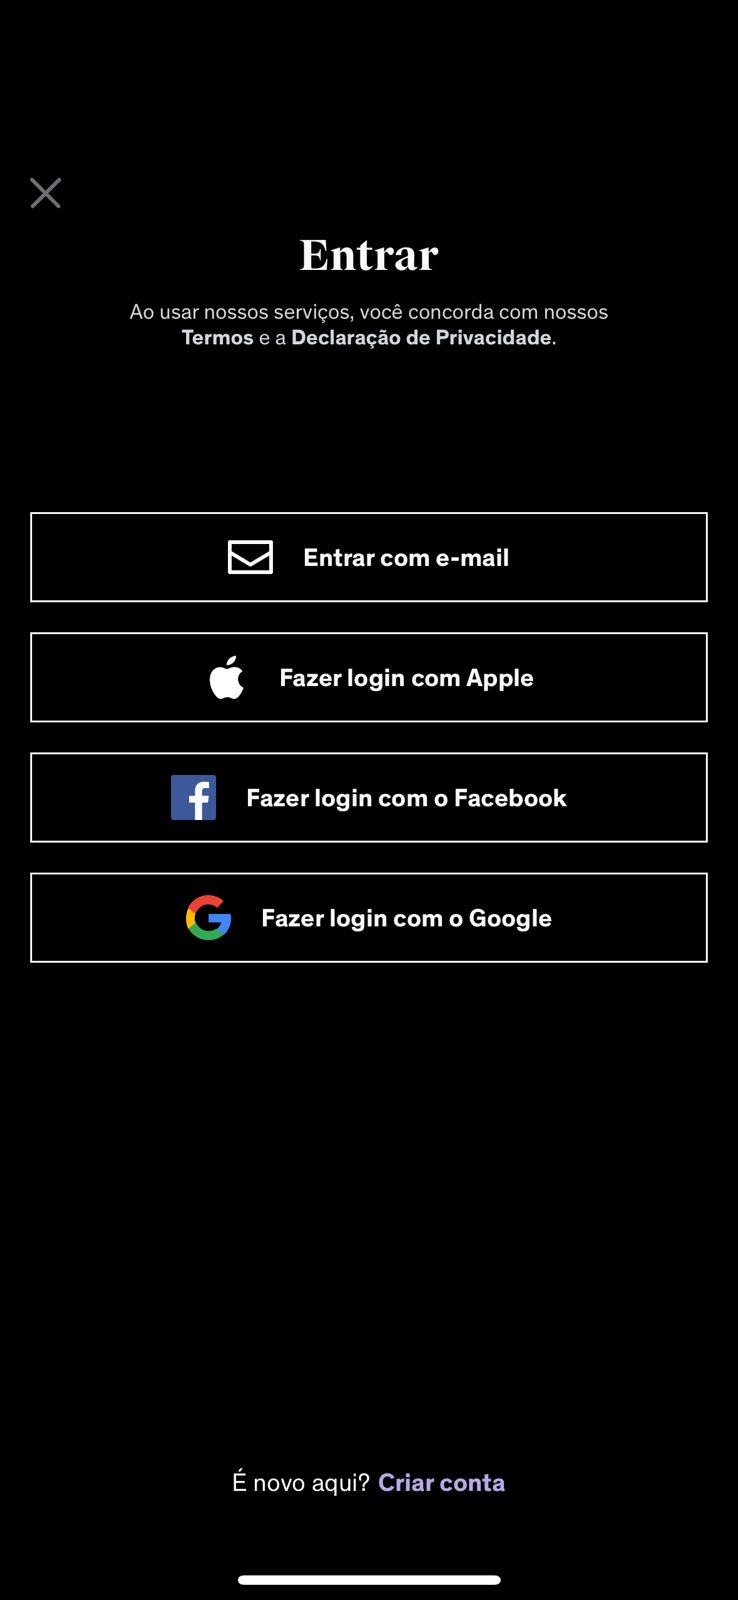 Entrar
Ao usar nossos serviços, você concorda com nossos
Termos e a Declaração de Privacidade.
Entrar com e-mail
Fazer login com Apple
Fazer login com o Facebook
Fazer login com o Google
É novo aqui? Criar conta